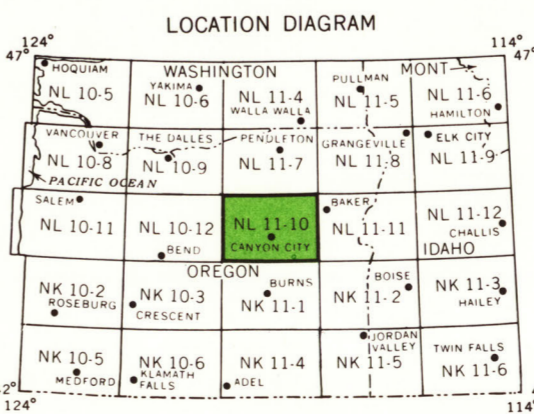 LOCATION DIAGRAM
124° 114°
47° 47°
HOQUIAM WASHINGTON MONT
NL 10-5 YAKIMA NL 10-6 NL 11-4 WALLA WALLA PULLMAN NL 11-5 NL 11-6 HAMILTON
VANCOUVER THE DALLES PENDLETON GRANGEVILLE ELK CITY
NL 10-8 NL 10-9 NL 11-7 NL 11-8 NL 11-9
PACIFIC OCEAN
SALEM BAKER
NL 10-11 NL 10-12 NL 11-10 NL 11-11 NL 11-12
BEND CANYON CITY CHALLIS
OREGON IDAHO
NK 10-2 NK 10-3 BURNS NK 11-1 BOISE NK 11-2 NK 11-3
ROSEBURG CRESCENT HAILEY
NK 10-5 NK 10-6 NK 11-4 JORDAN VALLEY NK 11-5 TWIN FALLS NK 11-6
MEDFORD KLAMATH FALLS ADEL
2°
124° 114